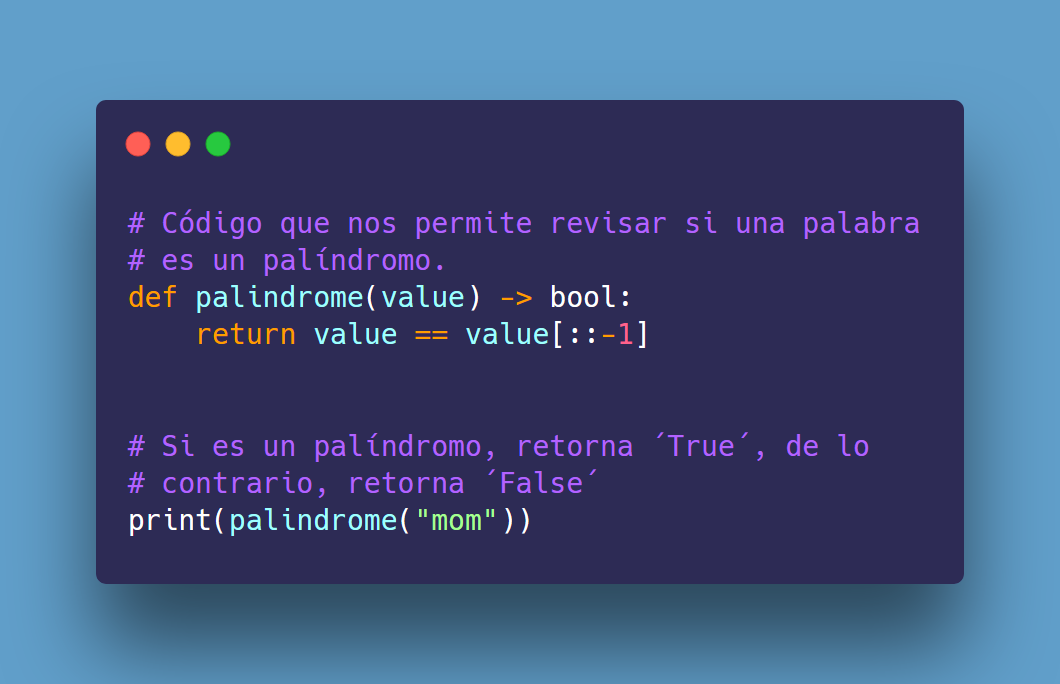 # Código que nos permite revisar si una palabra
# es un palíndromo.
def palindrome(value) -> bool:
    return value == value[::-1]
# Si es un palíndromo, retorna ´True´, de lo
# contrario, retorna ´False´
print(palindrome("mom"))